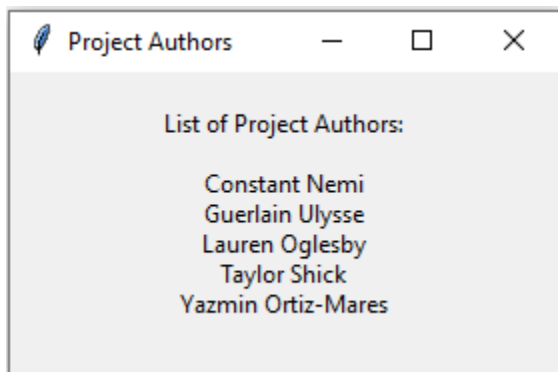 Project Authors
List of Project Authors:
Constant Nemi
Guerlain Ulysse
Lauren Oglesby
Taylor Shick
Yazmin Ortiz-Mares